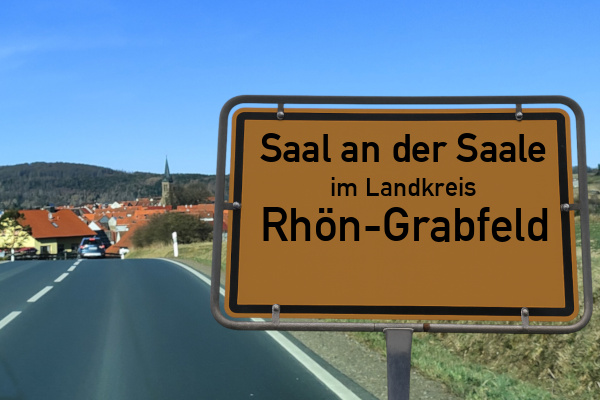 Saal an der Saale
im Landkreis
Rhön-Grabfeld